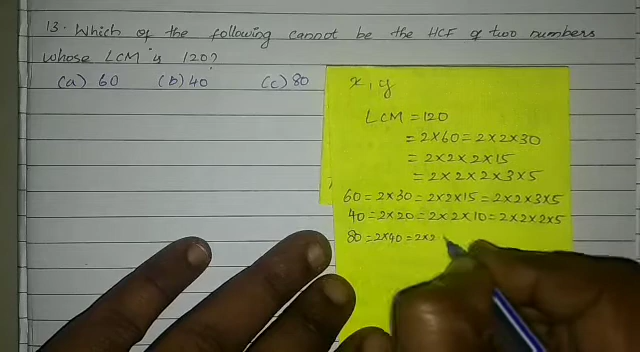 13. Which of the following cannot be the HCF of two numbers
whose LCM is 120?
(a) 60 (b) 40 (c) 80
x, y
LCM = 120
= 2×60 = 2×2×30
= 2×2×2×15
= 2×2×2×3×5
60 = 2×30 = 2×2×15 = 2×2×3×5
40 = 2×20 = 2×2×10 = 2×2×2×5
80 = 2×40 = 2×2